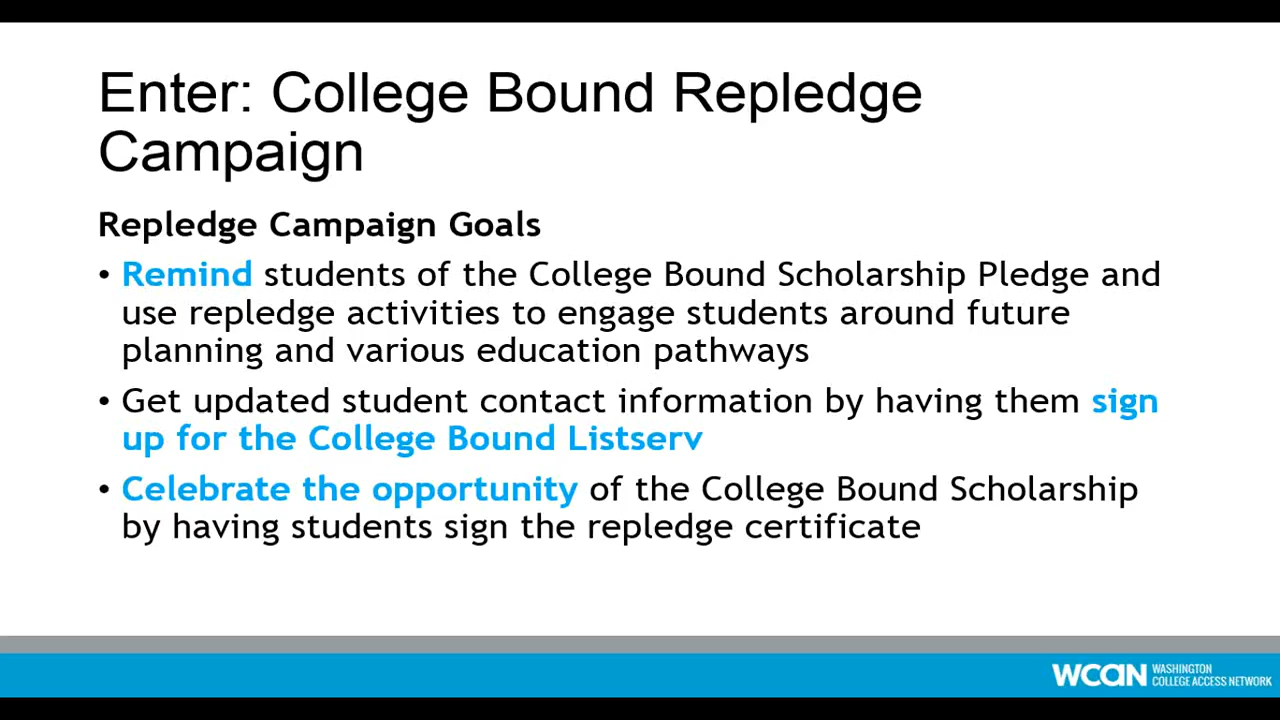 Enter: College Bound Repledge
Campaign
Repledge Campaign Goals
• Remind students of the College Bound Scholarship Pledge and
use repledge activities to engage students around future
planning and various education pathways
• Get updated student contact information by having them sign
up for the College Bound Listserv
• Celebrate the opportunity of the College Bound Scholarship
by having students sign the repledge certificate
WCAN WASHINGTON
COLLEGE ACCESS NETWORK